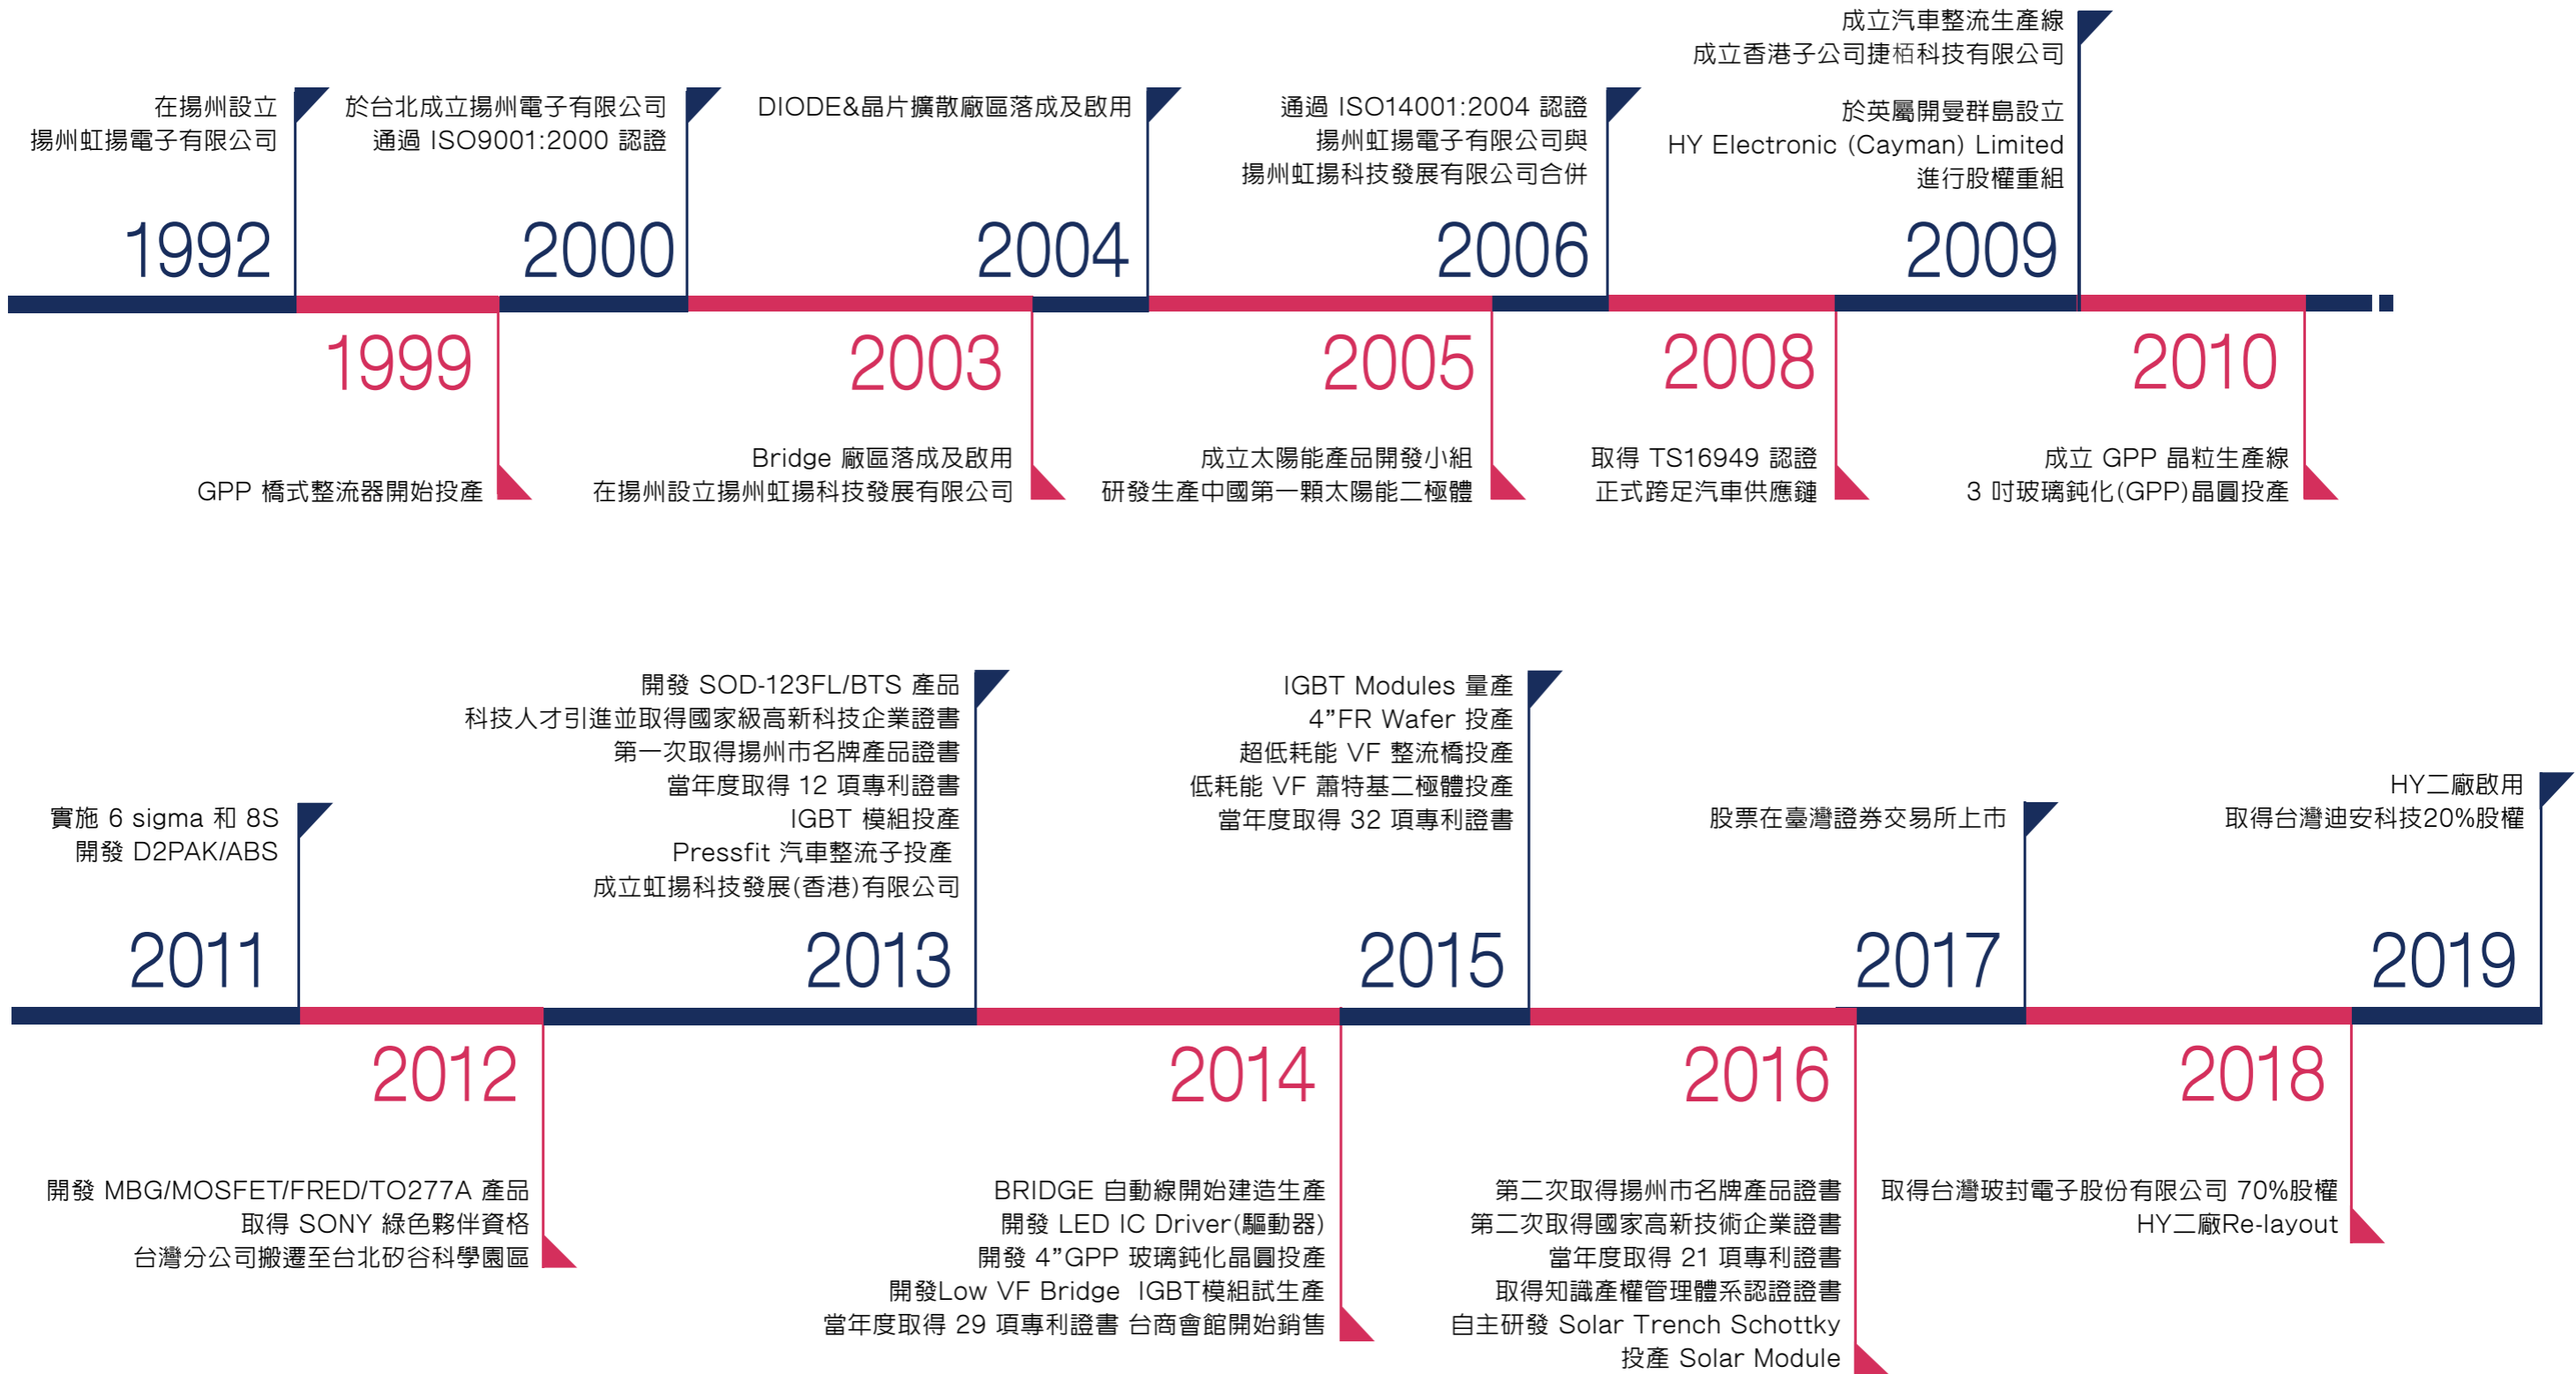 在揚州設立
揚州虹揚電子有限公司
1992
GPP 橋式整流器開始投產
1999
於台北成立揚州電子有限公司
通過 ISO9001:2000 認證
2000
2003
Bridge 廠區落成及啟用
在揚州設立揚州虹揚科技發展有限公司
DIODE&晶片擴散廠區落成及啟用
2004
2005
成立太陽能產品開發小組
研發生產中國第一顆太陽能二極體
通過 ISO14001:2004 認證
揚州虹揚電子有限公司與
揚州虹揚科技發展有限公司合併
2006
2008
取得 TS16949 認證
正式跨足汽車供應鏈
成立汽車整流生產線
成立香港子公司捷栢科技有限公司
於英屬開曼群島設立
HY Electronic (Cayman) Limited
進行股權重組
2009
2010
成立 GPP 晶粒生產線
3 吋玻璃鈍化(GPP)晶圓投產
實施 6 sigma 和 8S
開發 D2PAK/ABS
2011
2012
開發 MBG/MOSFET/FRED/TO277A 產品
取得 SONY 綠色夥伴資格
台灣分公司搬遷至台北矽谷科學園區
開發 SOD-123FL/BTS 產品
科技人才引進並取得國家級高新科技企業證書
第一次取得揚州市名牌產品證書
當年度取得 12 項專利證書
IGBT 模組投產
Pressfit 汽車整流子投產
成立虹揚科技發展(香港)有限公司
2013
2014
BRIDGE 自動線開始建造生產
開發 LED IC Driver(驅動器)
開發 4”GPP 玻璃鈍化晶圓投產
開發Low VF Bridge IGBT模組試生產
當年度取得 29 項專利證書 台商會館開始銷售
IGBT Modules 量產
4”FR Wafer 投產
超低耗能 VF 整流橋投產
低耗能 VF 蕭特基二極體投產
當年度取得 32 項專利證書
2015
2016
第二次取得揚州市名牌產品證書
第二次取得國家高新技術企業證書
當年度取得 21 項專利證書
取得知識產權管理體系認證證書
自主研發 Solar Trench Schottky
投產 Solar Module
股票在臺灣證券交易所上市
2017
2018
取得台灣玻封電子股份有限公司 70%股權
HY二廠Re-layout
HY二廠啟用
取得台灣迪安科技20%股權
2019